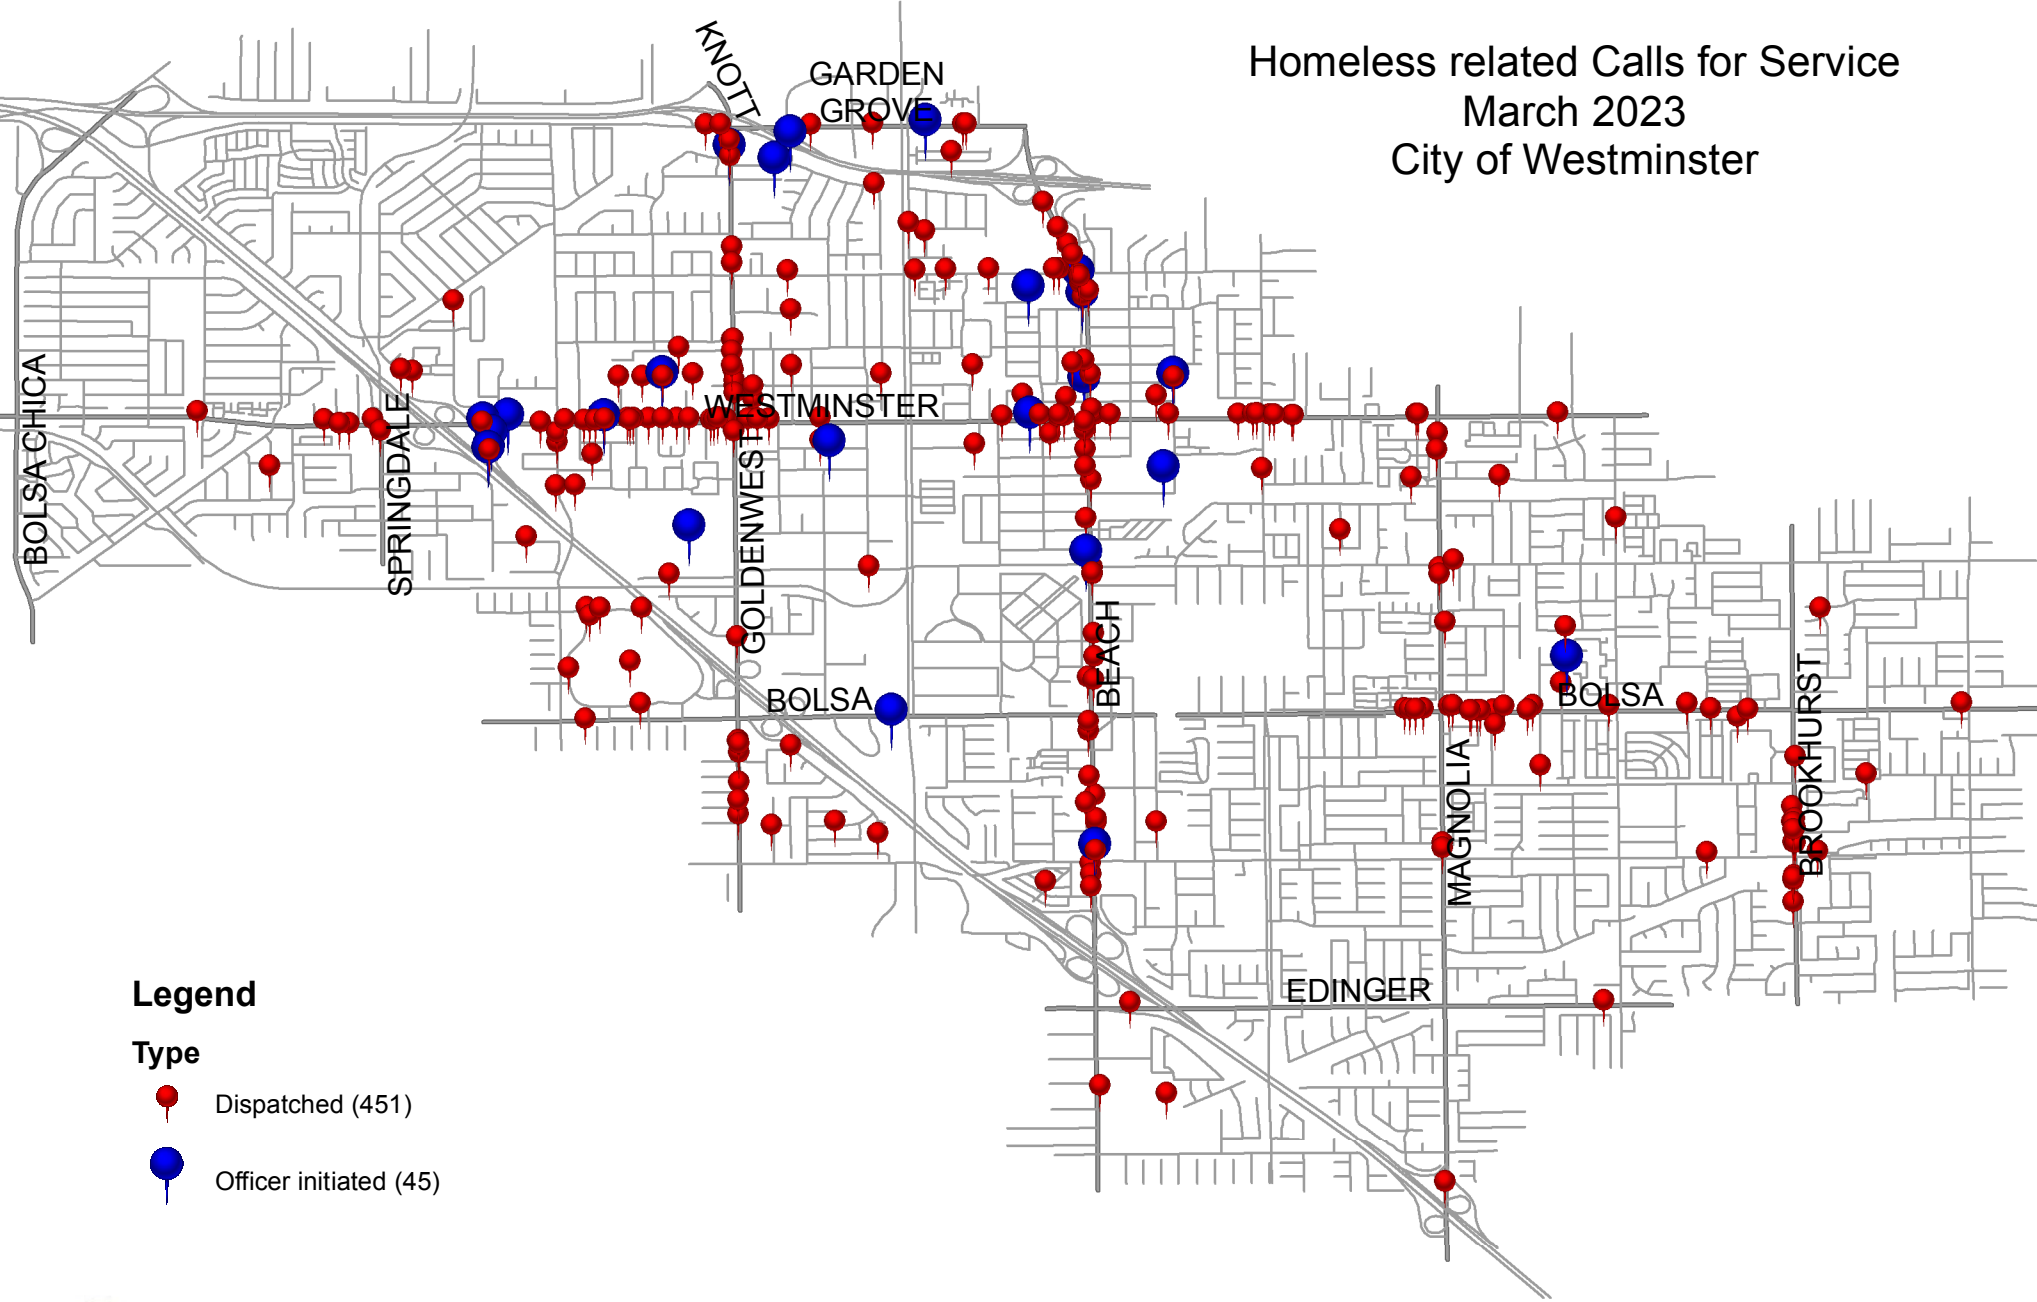 Homeless related Calls for Service
March 2023
City of Westminster
KNOTT
GARDEN
GROVE
WESTMINSTER
BOLSA CHICA
SPRINGDALE
GOLDENWEST
BEACH
BOLSA
BOLSA
BROOKHURST
MAGNOLIA
EDINGER
Legend
Type
Dispatched (451)
Officer initiated (45)